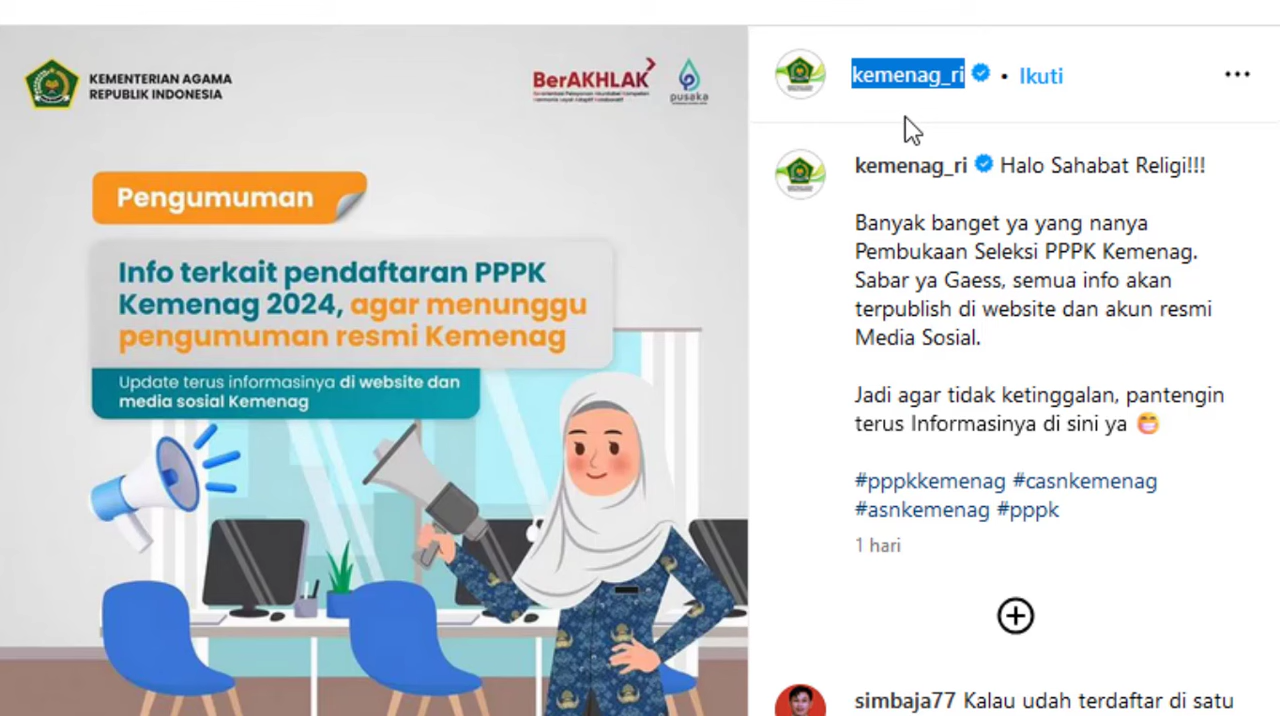 KEMENTERIAN AGAMA
REPUBLIK INDONESIA
BerAKHLAK
pusaka
Pengumuman
Info terkait pendaftaran PPPK
Kemenag 2024, agar menunggu
pengumuman resmi Kemenag
Update terus informasinya di website dan
media sosial Kemenag
kemenag_ri • Ikuti
kemenag_ri Halo Sahabat Religi!!!
Banyak banget ya yang nanya
Pembukaan Seleksi PPPK Kemenag.
Sabar ya Gaess, semua info akan
terpublish di website dan akun resmi
Media Sosial.
Jadi agar tidak ketinggalan, pantengin
terus Informasinya di sini ya 😁
#pppkkemenag #casnkemenag
#asnkemenag #pppk
1 hari
simbaja77 Kalau udah terdaftar di satu